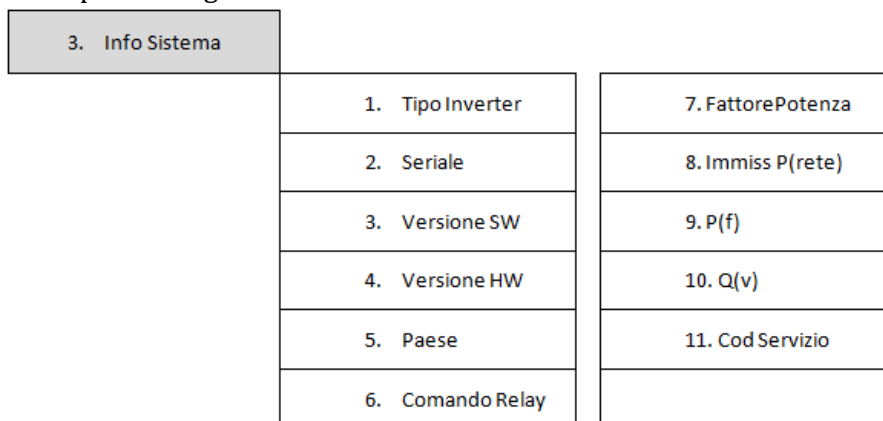 3. Info Sistema
1. Tipo Inverter
2. Seriale
3. Versione SW
4. Versione HW
5. Paese
6. Comando Relay
7. FattorePotenza
8. Immiss P(rete)
9. P(f)
10. Q(v)
11. Cod Servizio